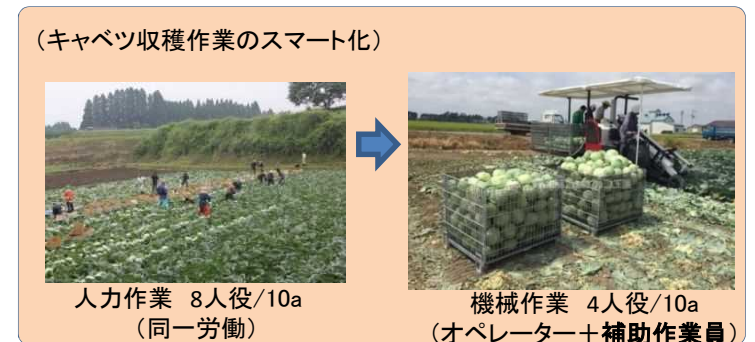 （キャベツ収穫作業のスマート化）
人力作業　8人役/10a
（同一労働）
機械作業　4人役/10a
（オペレーター＋補助作業員）